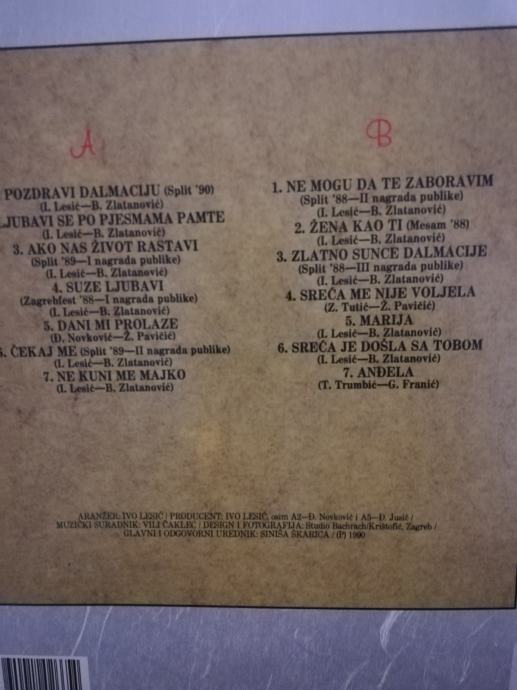 A
POZDRAVI DALMACIJU (Split '90)
(I. Lesić—B. Zlatanović)
LJUBAVI SE PO PJESMAMA PAMTE
(I. Lesić—B. Zlatanović)
3. AKO NAS ŽIVOT RASTAVI
(Split '89—I nagrada publike)
(I. Lesić—B. Zlatanović)
4. SUZE LJUBAVI
(Zagrebfest '88—I nagrada publike)
(I. Lesić—B. Zlatanović)
5. DANI MI PROLAZE
(Đ. Novković—Ž. Pavičić)
6. ČEKAJ ME (Split '89—II nagrada publike)
(I. Lesić—B. Zlatanović)
7. NE KUNI ME MAJKO
(I. Lesić—B. Zlatanović)
B
1. NE MOGU DA TE ZABORAVIM
(Split '88—II nagrada publike)
(I. Lesić—B. Zlatanović)
2. ŽENA KAO TI (Mesam '88)
(I. Lesić—B. Zlatanović)
3. ZLATNO SUNCE DALMACIJE
(Split '88—III nagrada publike)
(I. Lesić—B. Zlatanović)
4. SREĆA ME NIJE VOLJELA
(Z. Tutić—Ž. Pavičić)
5. MARIJA
(I. Lesić—B. Zlatanović)
6. SREĆA JE DOŠLA SA TOBOM
(I. Lesić—B. Zlatanović)
7. ANĐELA
(T. Trumbić—G. Franić)
ARANŽER: IVO LESIĆ / PRODUCENT: IVO LESIĆ, osim A2—Đ. Novković i A5—Đ. Jusić /
MUZIČKI SURADNIK: VILI ČAKLEC / DESIGN I FOTOGRAFIJA: Studio Bachrach/Krištofić, Zagreb /
GLAVNI I ODGOVORNI UREDNIK: SINIŠA ŠKARICA / (P) 1990